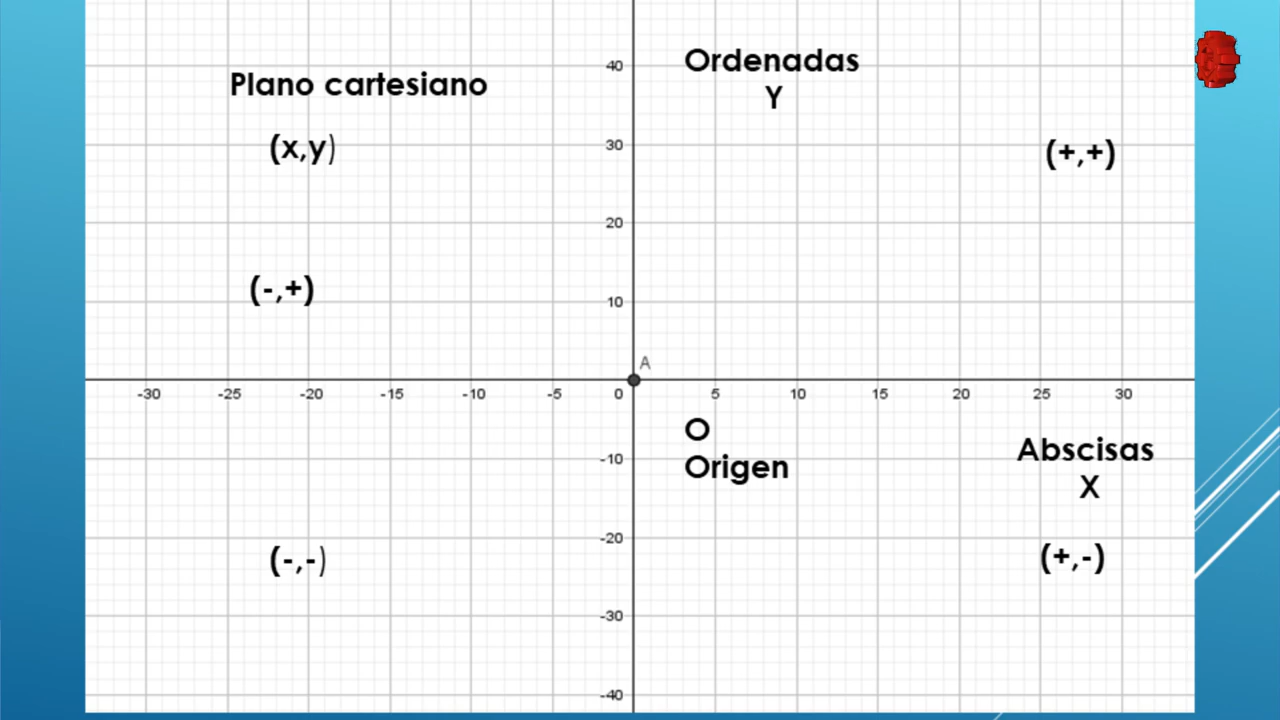 Ordenadas
Y
Plano cartesiano
(x,y)
(+,+)
(-,+)
40
30
20
10
A
-30 -25 -20 -15 -10 -5 0 5 10 15 20 25 30
O
Origen
Abscisas
X
-10
-20
-30
-40
(-,-)
(+,-)